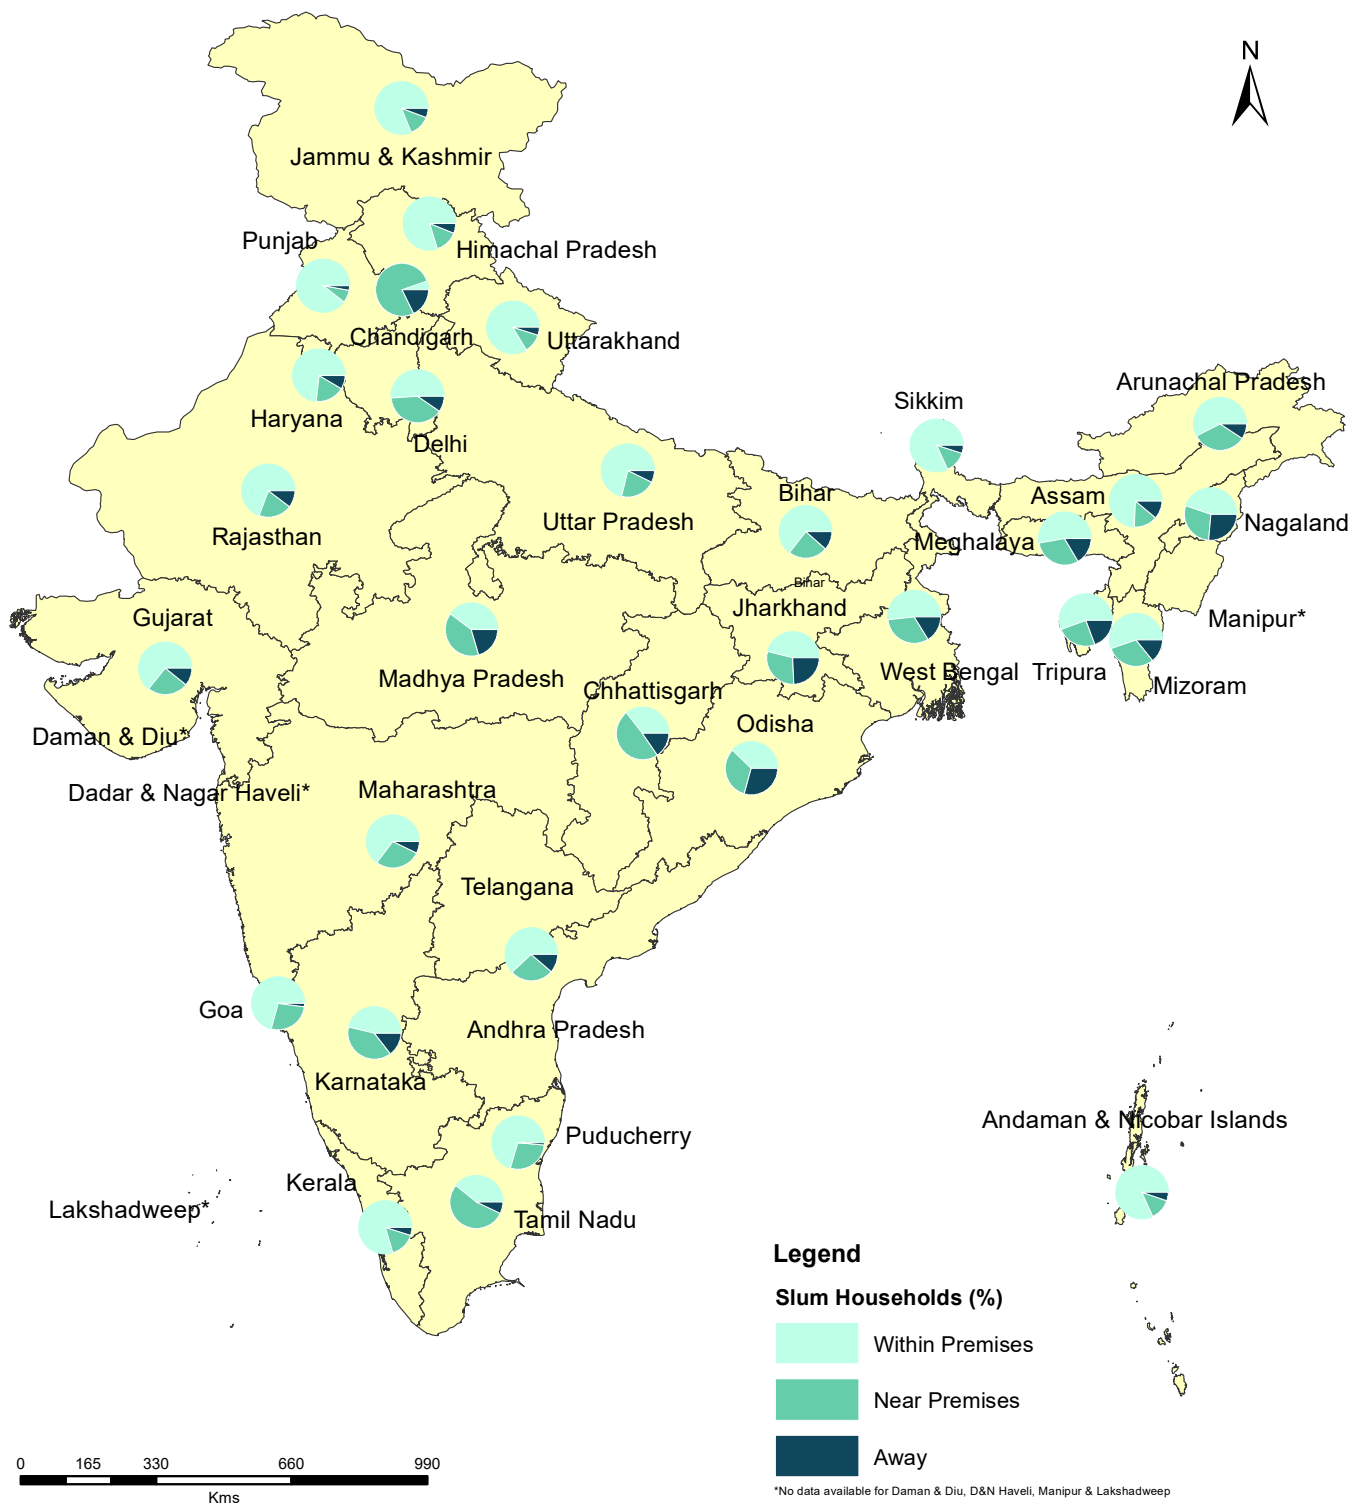 N
Jammu & Kashmir
Punjab
Himachal Pradesh
Chandigarh
Uttarakhand
Arunachal Pradesh
Sikkim
Haryana
Delhi
Bihar
Assam
Uttar Pradesh
Nagaland
Rajasthan
Meghalaya
Bihar
Jharkhand
Gujarat
Manipur*
West Bengal
Tripura
Madhya Pradesh
Mizoram
Chhattisgarh
Odisha
Daman & Diu*
Dadar & Nagar Haveli*
Maharashtra
Telangana
Goa
Andhra Pradesh
Karnataka
Andaman & Nicobar Islands
Puducherry
Kerala
Lakshadweep*
Tamil Nadu
Legend
Slum Households (%)
Within Premises
Near Premises
Away
0 165 330 660 990
Kms
*No data available for Daman & Diu, D&N Haveli, Manipur & Lakshadweep